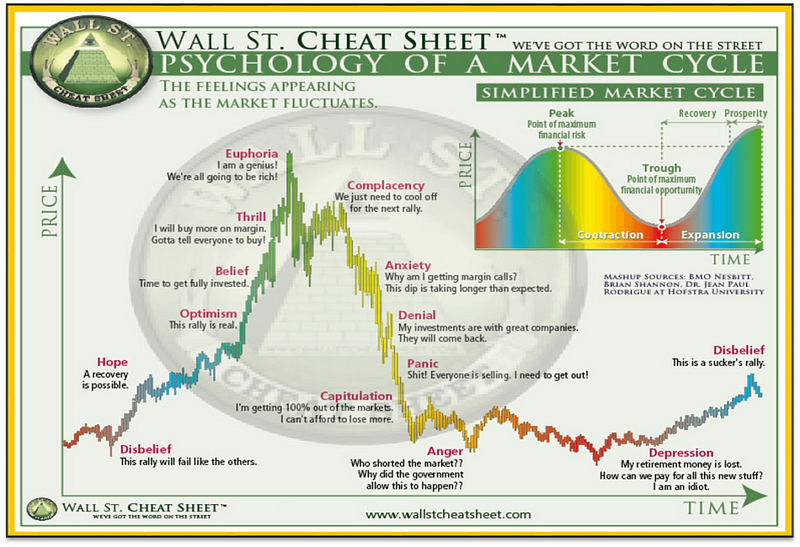 WALL ST.
CHEAT SHEET
WALL ST. CHEAT SHEET™ WE'VE GOT THE WORD ON THE STREET
PSYCHOLOGY OF A MARKET CYCLE
THE FEELINGS APPEARING
AS THE MARKET FLUCTUATES.
SIMPLIFIED MARKET CYCLE
Peak
Point of maximum
financial risk
Recovery
Prosperity
PRICE
Trough
Point of maximum
financial opportunity
Contraction
Expansion
TIME
MASHUP SOURCES: BMO NESBITT,
BRIAN SHANNON, DR. JEAN PAUL
RODRIGUE AT HOFSTRA UNIVERSITY
PRICE
WALL ST.
CHEAT SHEET
Euphoria
I am a genius!
We're all going to be rich!
Complacency
We just need to cool off
for the next rally.
Thrill
I will buy more on margin.
Gotta tell everyone to buy!
Belief
Time to get fully invested.
Anxiety
Why am I getting margin calls?
This dip is taking longer than expected.
Optimism
This rally is real.
Denial
My investments are with great companies.
They will come back.
Hope
A recovery
is possible.
Panic
Shit! Everyone is selling. I need to get out!
Disbelief
This is a sucker's rally.
Capitulation
I'm getting 100% out of the markets.
I can't afford to lose more.
Disbelief
This rally will fail like the others.
Anger
Who shorted the market??
Why did the government
allow this to happen??
Depression
My retirement money is lost.
How can we pay for all this new stuff?
I am an idiot.
TIME
WALL ST. CHEAT SHEET™
WE'VE GOT THE WORD ON THE STREET
www.wallstcheatsheet.com